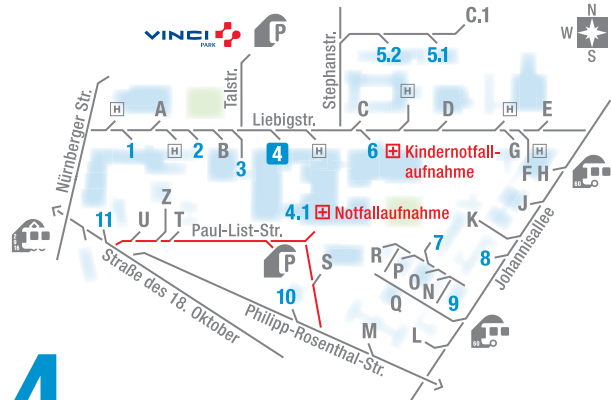 C.1
N
W
S
VINCI
PARK
P
5.2
5.1
Stephanstr.
Talstr.
Nürnberger Str.
H
A
Liebigstr.
C
H
D
H
E
1
H
2
B
3
4
H
6
Kindernotfall-
aufnahme
G
H
F
H
60
J
K
Johannisallee
Z
4.1
Notfallaufnahme
11
U
T
Paul-List-Str.
P
S
R
P
O
N
7
8
Q
9
10
Straße des 18. Oktober
Philipp-Rosenthal-Str.
M
L
60
4